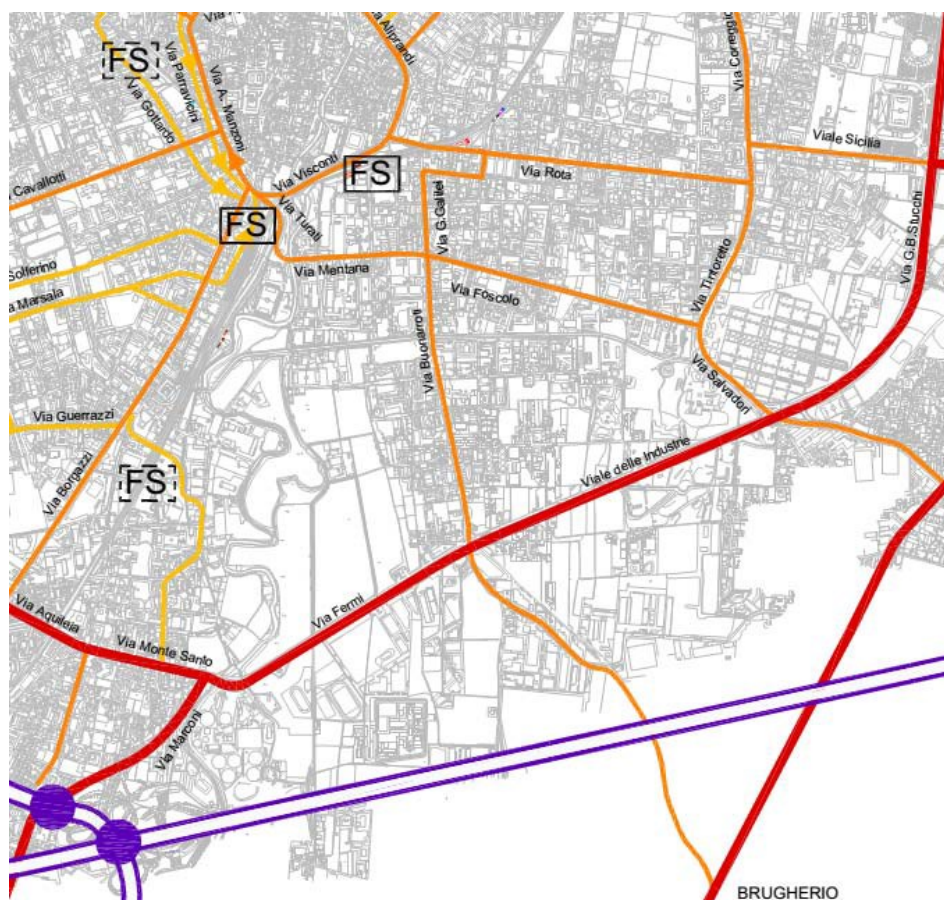 Via Aliprandi
FS
Via Parravicini
Via Gottardo
Via A. Manzoni
Via Correggio
Viale Sicilia
Via Visconti
FS
Via Rota
Cavallotti
Via G.Galilei
FS
Via Turati
Via G.B.Stucchi
Via Mentana
Solferino
Via Foscolo
Via Tintoretto
a Marsala
Via Buonarroti
Via Salvadori
Via Guerrazzi
Viale delle Industrie
FS
Via Borgazzi
Via Fermi
Via Aquileia
Via Monte Santo
Via Marconi
BRUGHERIO